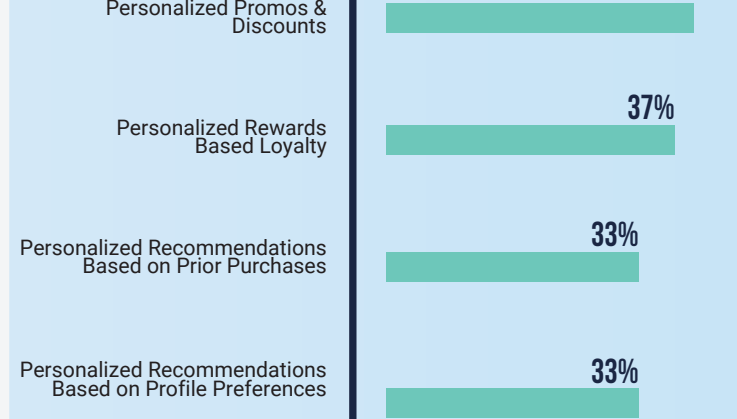 Personalized Promos &
Discounts
37%
Personalized Rewards
Based Loyalty
33%
Personalized Recommendations
Based on Prior Purchases
33%
Personalized Recommendations
Based on Profile Preferences